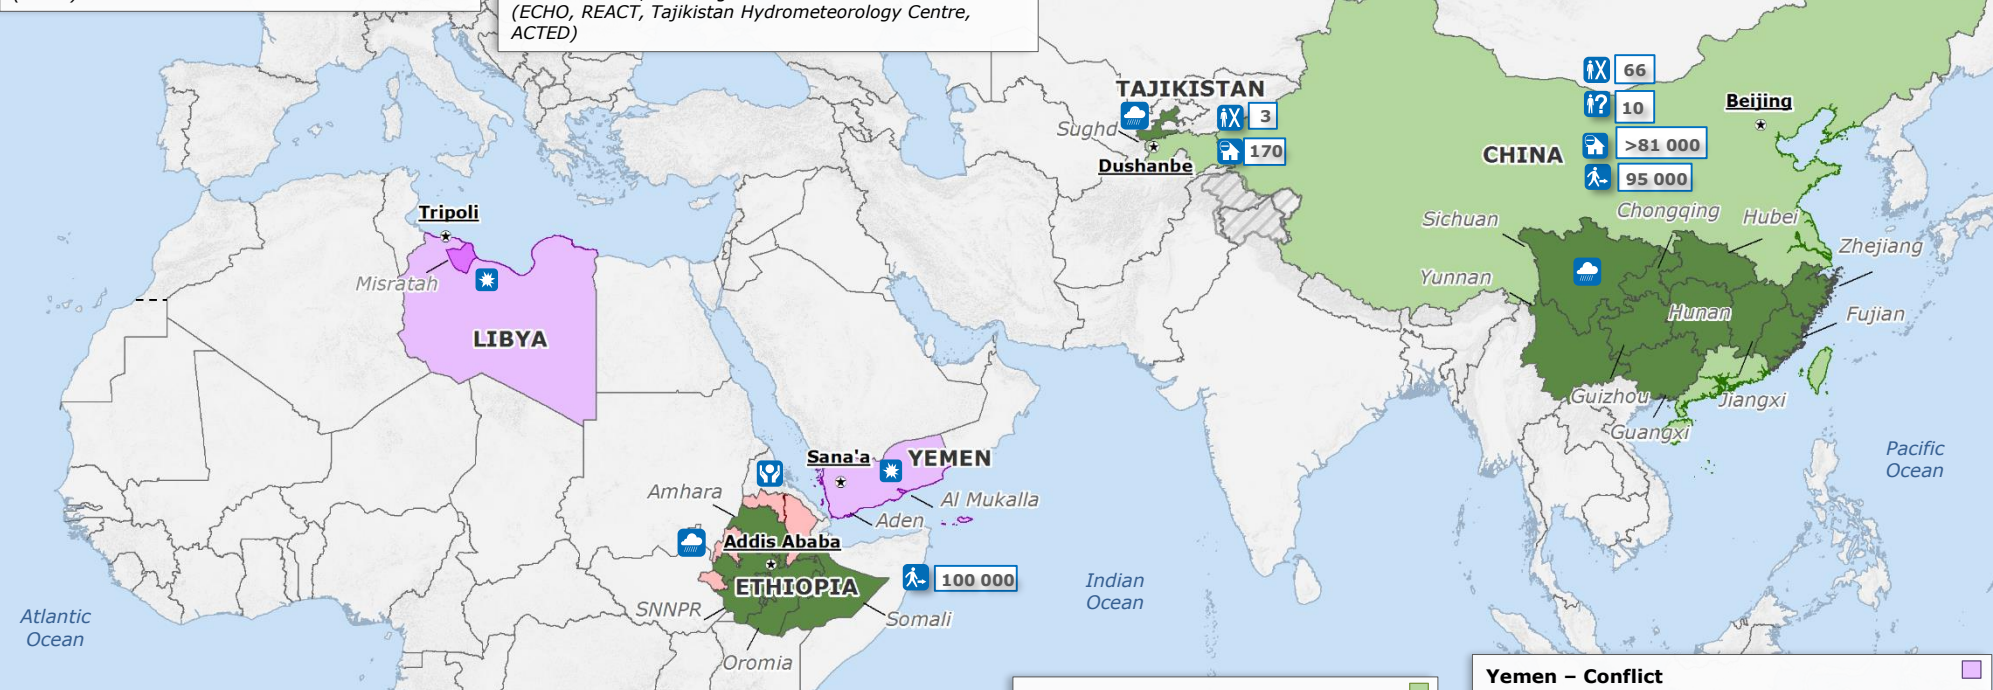 (ECHO, REACT, Tajikistan Hydrometeorology Centre,
ACTED)
TAJIKISTAN
Sughd
3
170
Dushanbe
66
10
>81 000
95 000
Beijing
CHINA
Sichuan
Chongqing
Hubei
Zhejiang
Yunnan
Hunan
Fujian
Guizhou
Jiangxi
Guangxi
Tripoli
Misratah
LIBYA
Sana'a
YEMEN
Al Mukalla
Aden
Amhara
Addis Ababa
ETHIOPIA
100 000
SNNPR
Somali
Oromia
Atlantic
Ocean
Indian
Ocean
Pacific
Ocean
Yemen – Conflict